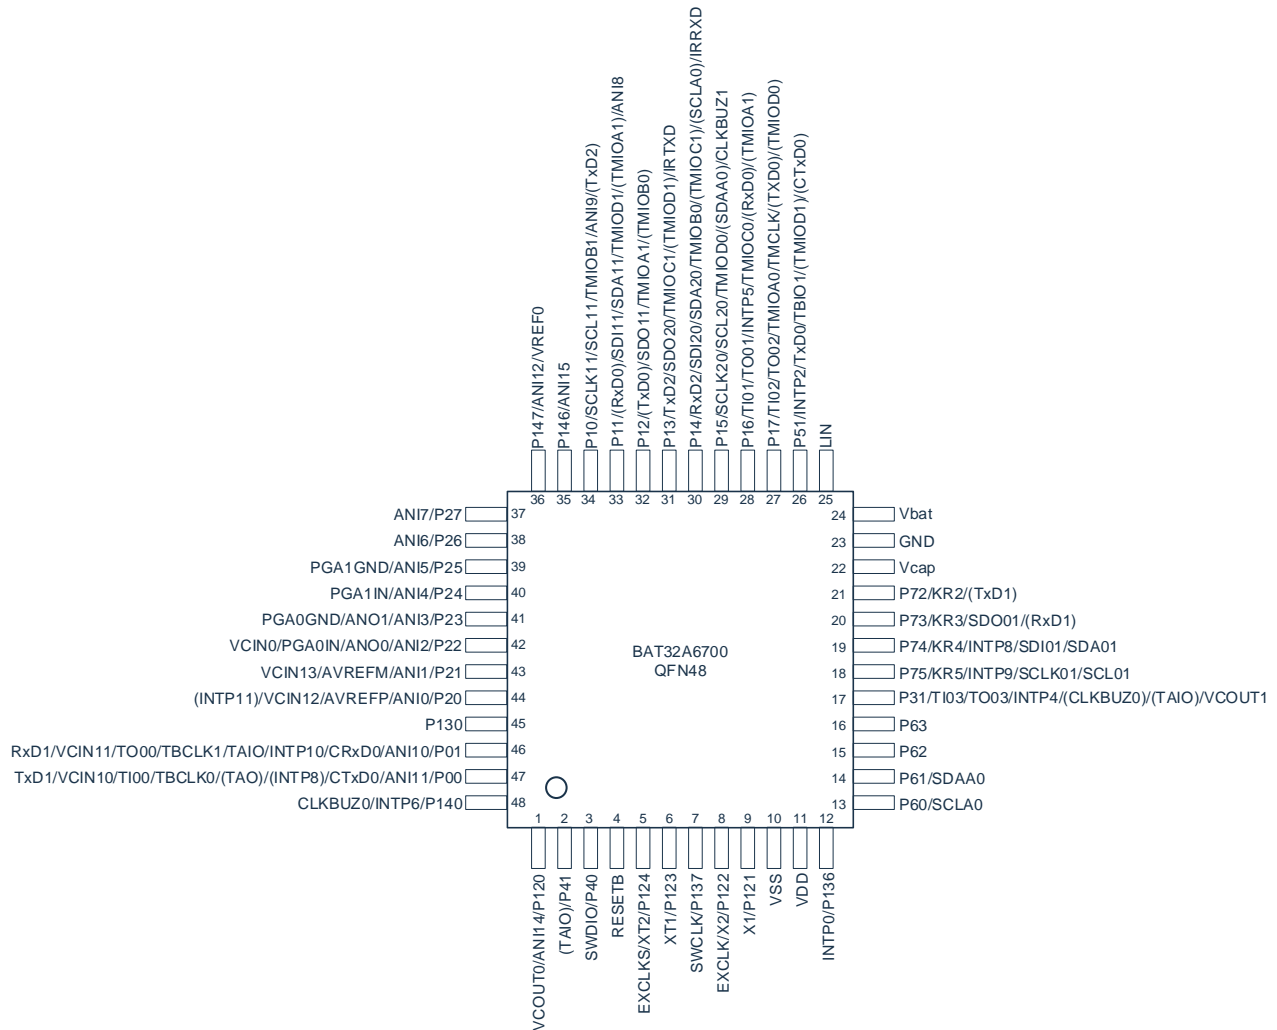 P147/ANI12/VREF0
P146/ANI15
P10/SCLK11/SCL11/TMIOB1/ANI9/(TxD2)
P11/(RxD0)/SDI11/SDA11/TMIOD1/(TMIOA1)/ANI8
P12/(TxD0)/SDO11/TMIOA1/(TMIOB0)
P13/TxD2/SDO20/TMIOC1/(TMIOD1)/IRTXD
P14/RxD2/SDI20/SDA20/TMIOB0/(TMIOC1)/(SCLA0)/IRRXD
P15/SCLK20/SCL20/TMIOD0/(SDAA0)/CLKBUZ1
P16/TI01/TO01/INTP5/TMIOC0/(RxD0)/(TMIOA1)
P17/TI02/TO02/TMIOA0/TMCLK/(TXD0)/(TMIOD0)
P51/INTP2/TxD0/TBIO1/(TMIOD1)/(CTxD0)
LIN
36 35 34 33 32 31 30 29 28 27 26 25
ANI7/P27 37
24 Vbat
ANI6/P26 38
23 GND
PGA1GND/ANI5/P25 39
22 Vcap
PGA1IN/ANI4/P24 40
21 P72/KR2/(TxD1)
PGA0GND/ANO1/ANI3/P23 41
20 P73/KR3/SDO01/(RxD1)
VCIN0/PGA0IN/ANO0/ANI2/P22 42
19 P74/KR4/INTP8/SDI01/SDA01
BAT32A6700
QFN48
VCIN13/AVREFM/ANI1/P21 43
18 P75/KR5/INTP9/SCLK01/SCL01
(INTP11)/VCIN12/AVREFP/ANI0/P20 44
17 P31/TI03/TO03/INTP4/(CLKBUZ0)/(TAIO)/VCOUT1
P130 45
16 P63
RxD1/VCIN11/TO00/TBCLK1/TAIO/INTP10/CRxD0/ANI10/P01 46
15 P62
TxD1/VCIN10/TI00/TBCLK0/(TAO)/(INTP8)/CTxD0/ANI11/P00 47
14 P61/SDAA0
CLKBUZ0/INTP6/P140 48
13 P60/SCLA0
1 2 3 4 5 6 7 8 9 10 11 12
VCOUT0/ANI14/P120
(TAIO)/P41
SWDIO/P40
RESETB
EXCLKS/XT2/P124
XT1/P123
SWCLK/P137
EXCLK/X2/P122
X1/P121
VSS
VDD
INTP0/P136